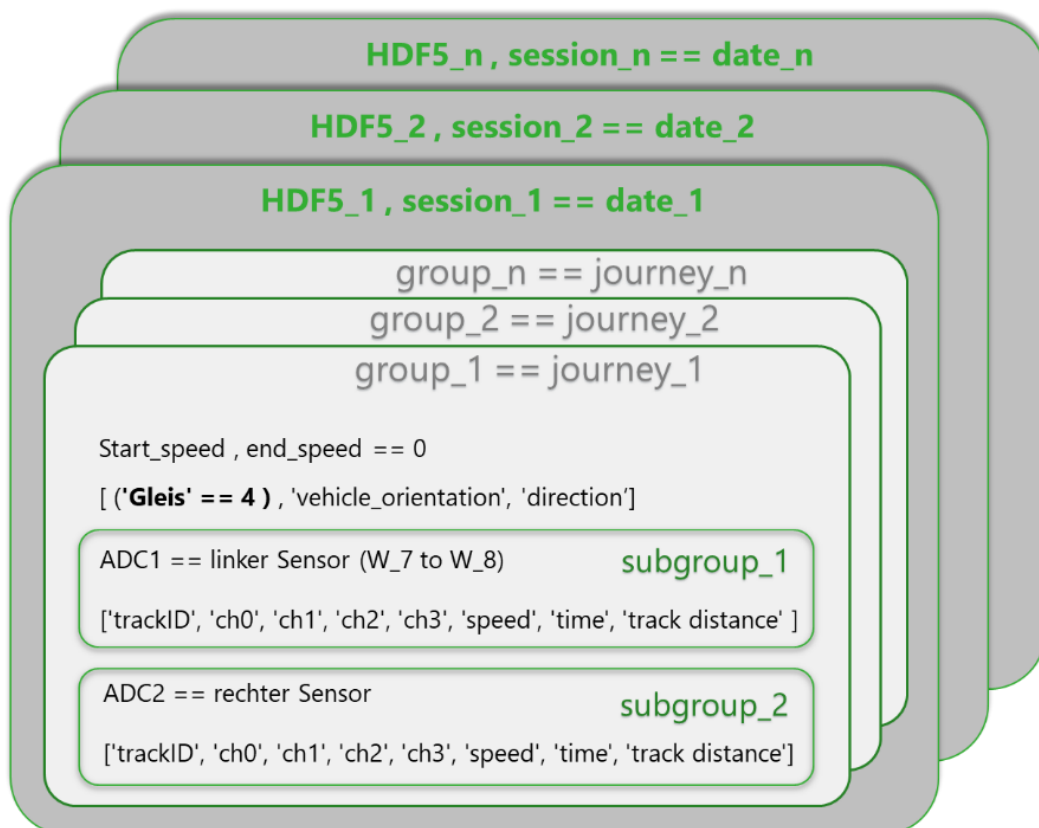 HDF5_n , session_n == date_n
HDF5_2 , session_2 == date_2
HDF5_1 , session_1 == date_1
group_n == journey_n
group_2 == journey_2
group_1 == journey_1
Start_speed , end_speed == 0
[ ('Gleis' == 4 ) , 'vehicle_orientation', 'direction’]
ADC1 == linker Sensor (W_7 to W_8)
subgroup_1
['trackID', 'ch0', 'ch1', 'ch2', 'ch3', 'speed', 'time', 'track distance' ]
ADC2 == rechter Sensor
subgroup_2
['trackID', 'ch0', 'ch1', 'ch2', 'ch3', 'speed', 'time', 'track distance']